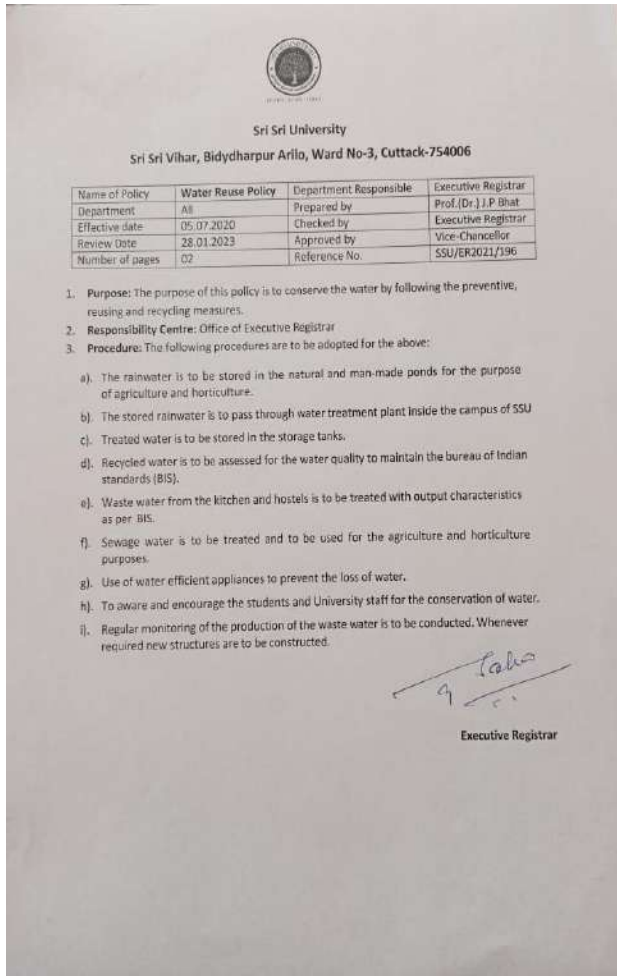 Sri Sri University
Sri Sri Vihar, Bidydharpur Arilo, Ward No-3, Cuttack-754006
Name of Policy Water Reuse Policy Department Responsible Executive Registrar
Department All Prepared by Prof.(Dr.) J.P Bhat
Effective date 05.07.2020 Checked by Executive Registrar
Review Date 28.01.2023 Approved by Vice-Chancellor
Number of pages 02 Reference No. SSU/ER2021/196
1. Purpose: The purpose of this policy is to conserve the water by following the preventive,
reusing and recycling measures.
2. Responsibility Centre: Office of Executive Registrar
3. Procedure: The following procedures are to be adopted for the above:
a). The rainwater is to be stored in the natural and man-made ponds for the purpose
of agriculture and horticulture.
b). The stored rainwater is to pass through water treatment plant inside the campus of SSU
c). Treated water is to be stored in the storage tanks.
d). Recycled water is to be assessed for the water quality to maintain the bureau of Indian
standards (BIS).
e). Waste water from the kitchen and hostels is to be treated with output characteristics
as per BIS.
f). Sewage water is to be treated and to be used for the agriculture and horticulture
purposes.
g). Use of water efficient appliances to prevent the loss of water.
h). To aware and encourage the students and University staff for the conservation of water.
i). Regular monitoring of the production of the waste water is to be conducted. Whenever
required new structures are to be constructed.
Executive Registrar